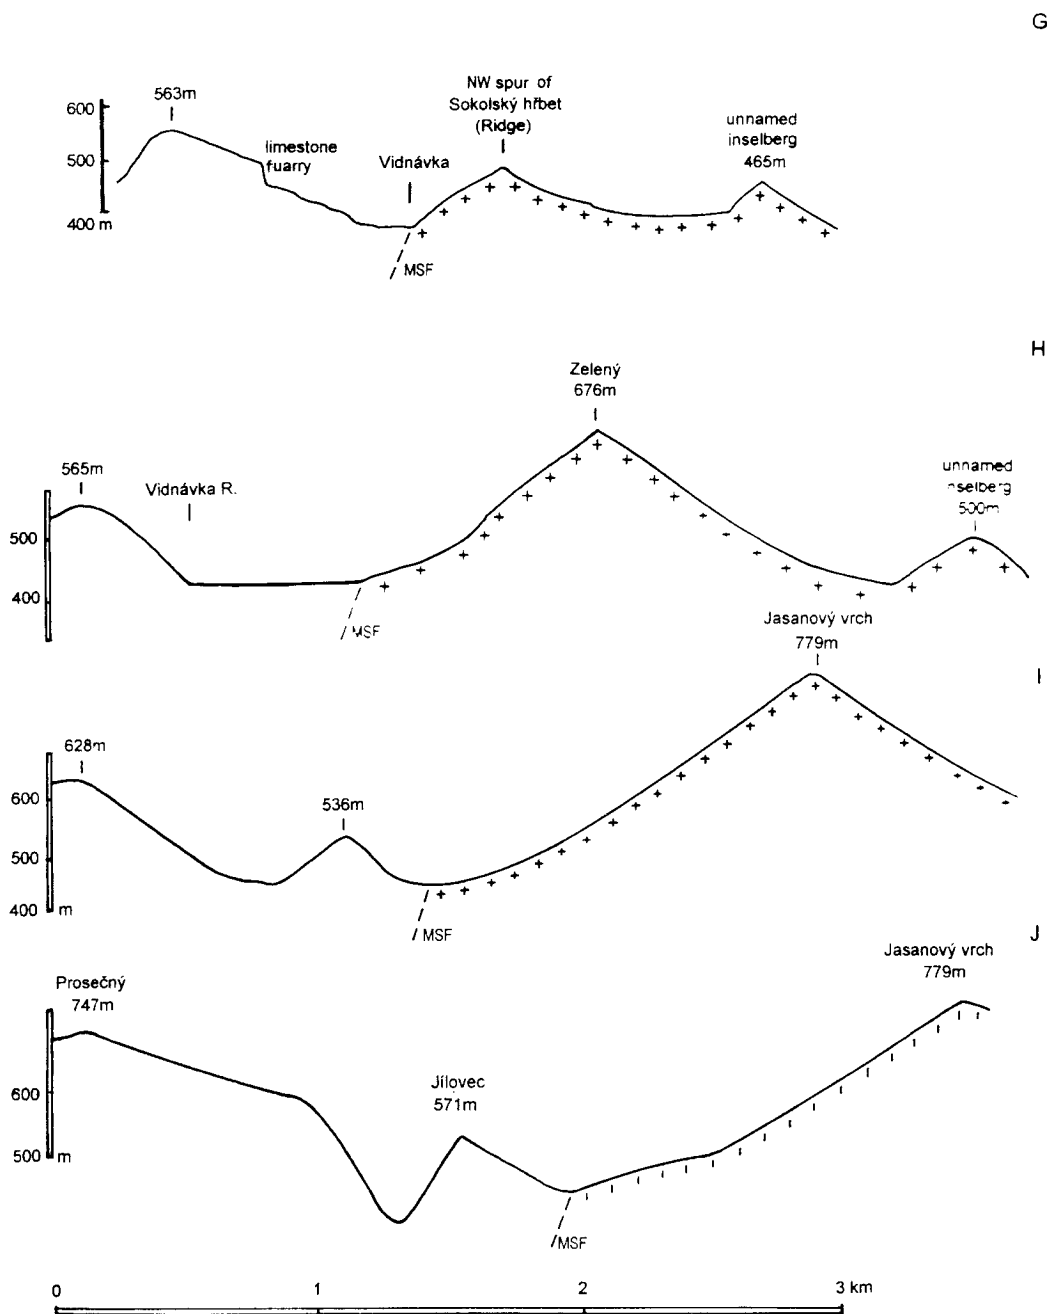 G
NW spur of
Sokolský hřbet
(Ridge)
563m
600
limestone
fuarry
Vidnávka
unnamed
inselberg
465m
500
400 m
MSF
H
Zelený
676m
565m
Vidnávka R.
unnamed
nselberg
500m
500
400
MSF
Jasanový vrch
779m
I
628m
536m
600
500
400 m
MSF
J
Jasanový vrch
779m
Prosečný
747m
Jílovec
571m
600
500 m
MSF
0 1 2 3 km